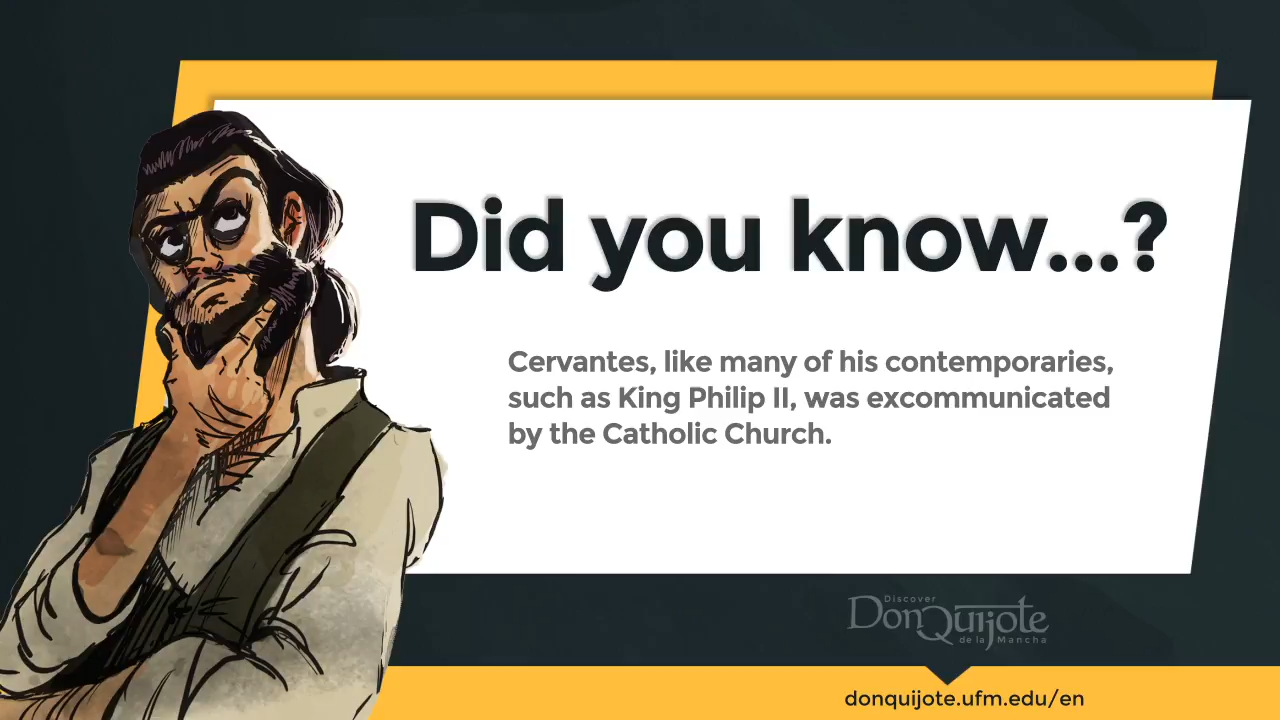 Did you know...?
Cervantes, like many of his contemporaries,
such as King Philip II, was excommunicated
by the Catholic Church.
Discover
DonQuijote
de la Mancha
donquijote.ufm.edu/en